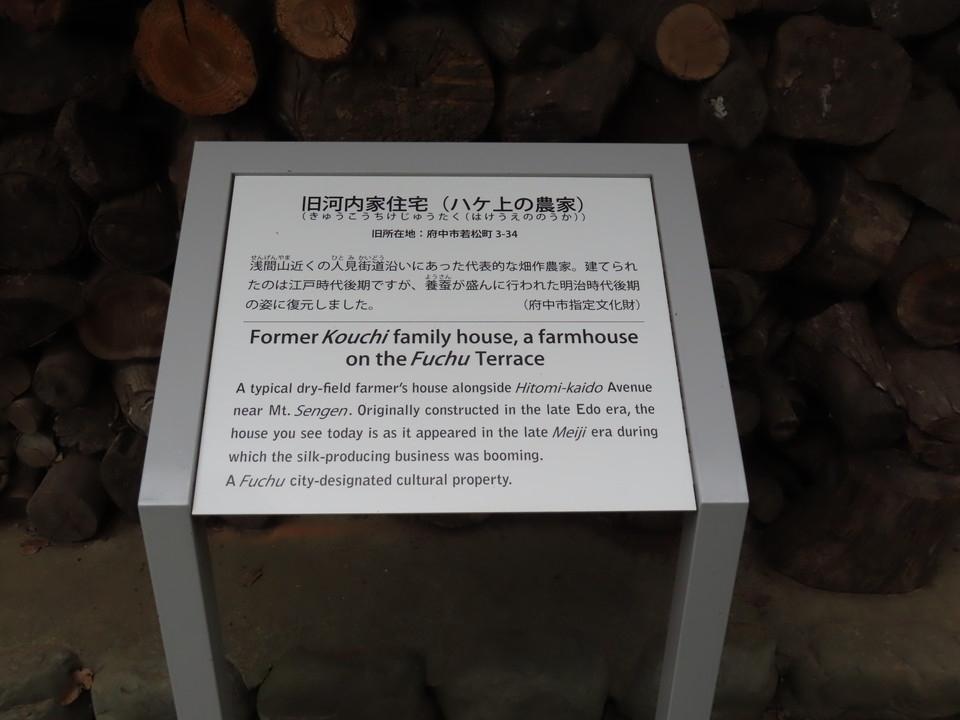 旧河内家住宅（ハケ上の農家）
（きゅうこうちけじゅうたく（はけうえののうか））
旧所在地：府中市若松町 3-34
せんげんやま ひと み かいどう
浅間山近くの人見街道沿いにあった代表的な畑作農家。建てられ
ようさん
たのは江戸時代後期ですが、養蚕が盛んに行われた明治時代後期
の姿に復元しました。 （府中市指定文化財）
Former Kouchi family house, a farmhouse
on the Fuchu Terrace
A typical dry-field farmer's house alongside Hitomi-kaido Avenue
near Mt. Sengen. Originally constructed in the late Edo era, the
house you see today is as it appeared in the late Meiji era during
which the silk-producing business was booming.
A Fuchu city-designated cultural property.